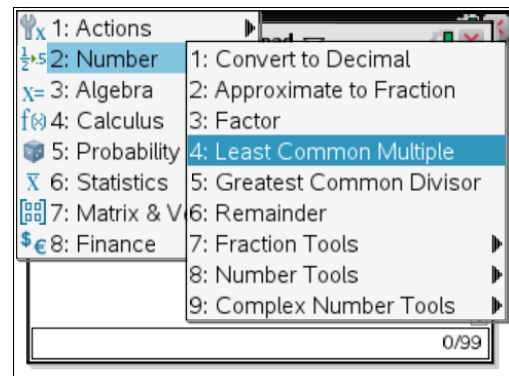 1: Actions
2: Number
3: Algebra
4: Calculus
5: Probability
6: Statistics
7: Matrix & V
8: Finance
1: Convert to Decimal
2: Approximate to Fraction
3: Factor
4: Least Common Multiple
5: Greatest Common Divisor
6: Remainder
7: Fraction Tools
8: Number Tools
9: Complex Number Tools
0/99